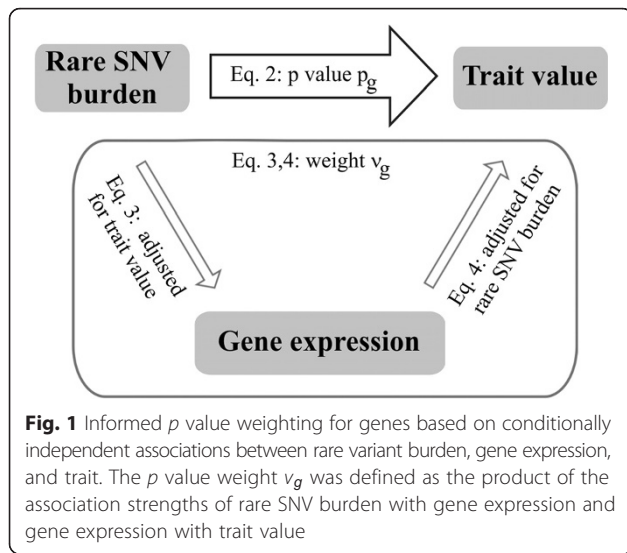 Rare SNV
burden
Eq. 2: p value p_g
Trait value
Eq. 3,4: weight ν_g
Eq. 3: adjusted
for trait value
Eq. 4: adjusted for
rare SNV burden
Gene expression
Fig. 1 Informed p value weighting for genes based on conditionally
independent associations between rare variant burden, gene expression,
and trait. The p value weight ν_g was defined as the product of the
association strengths of rare SNV burden with gene expression and
gene expression with trait value